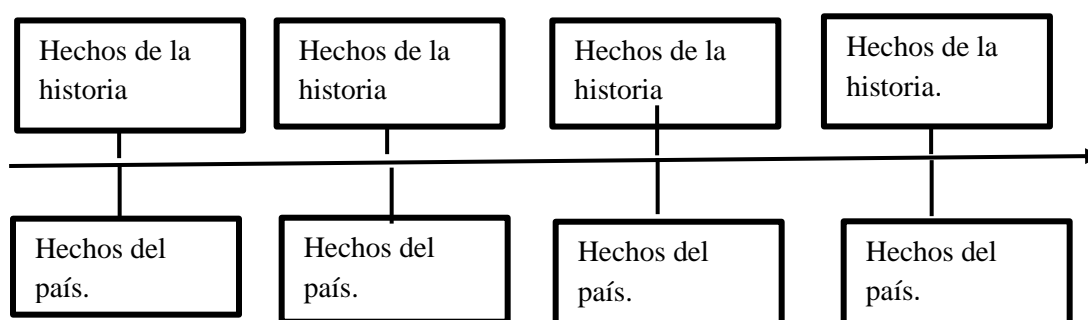 Hechos de la
historia
Hechos de la
historia
Hechos de la
historia
Hechos de la
historia.
Hechos del
país.
Hechos del
país.
Hechos del
país.
Hechos del
país.